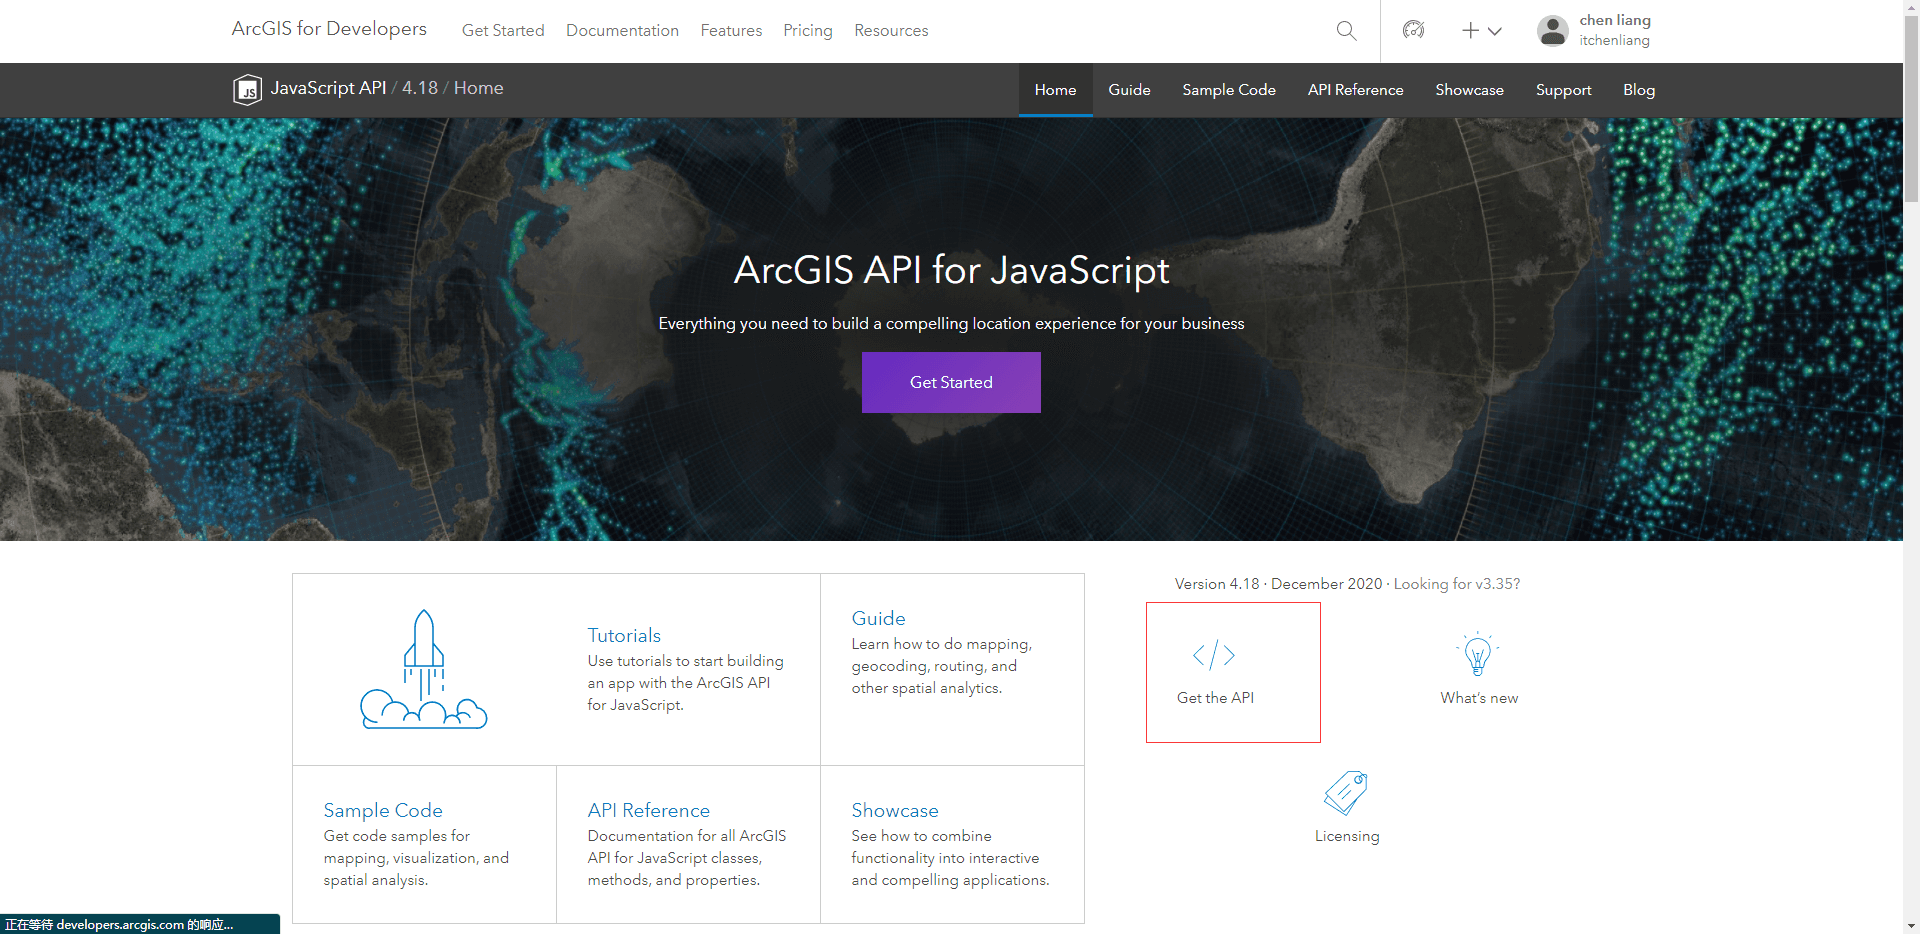 ArcGIS for Developers
Get Started
Documentation
Features
Pricing
Resources
chen liang
itchenliang
JS
JavaScript API / 4.18 / Home
Home
Guide
Sample Code
API Reference
Showcase
Support
Blog
ArcGIS API for JavaScript
Everything you need to build a compelling location experience for your business
Get Started
Tutorials
Use tutorials to start building
an app with the ArcGIS API
for JavaScript.
Guide
Learn how to do mapping,
geocoding, routing, and
other spatial analytics.
Sample Code
Get code samples for
mapping, visualization, and
spatial analysis.
API Reference
Documentation for all ArcGIS
API for JavaScript classes,
methods, and properties.
Showcase
See how to combine
functionality into interactive
and compelling applications.
Version 4.18 · December 2020 · Looking for v3.35?
Get the API
What's new
Licensing
正在等待 developers.arcgis.com 的响应...